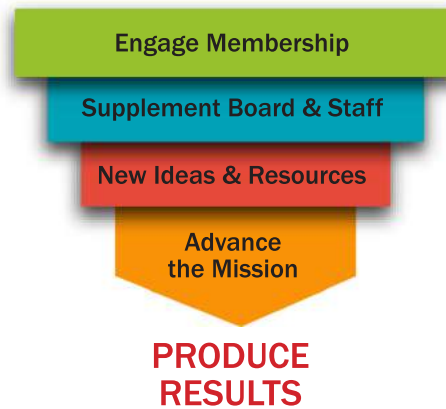 Engage Membership
Supplement Board & Staff
New Ideas & Resources
Advance
the Mission
PRODUCE
RESULTS